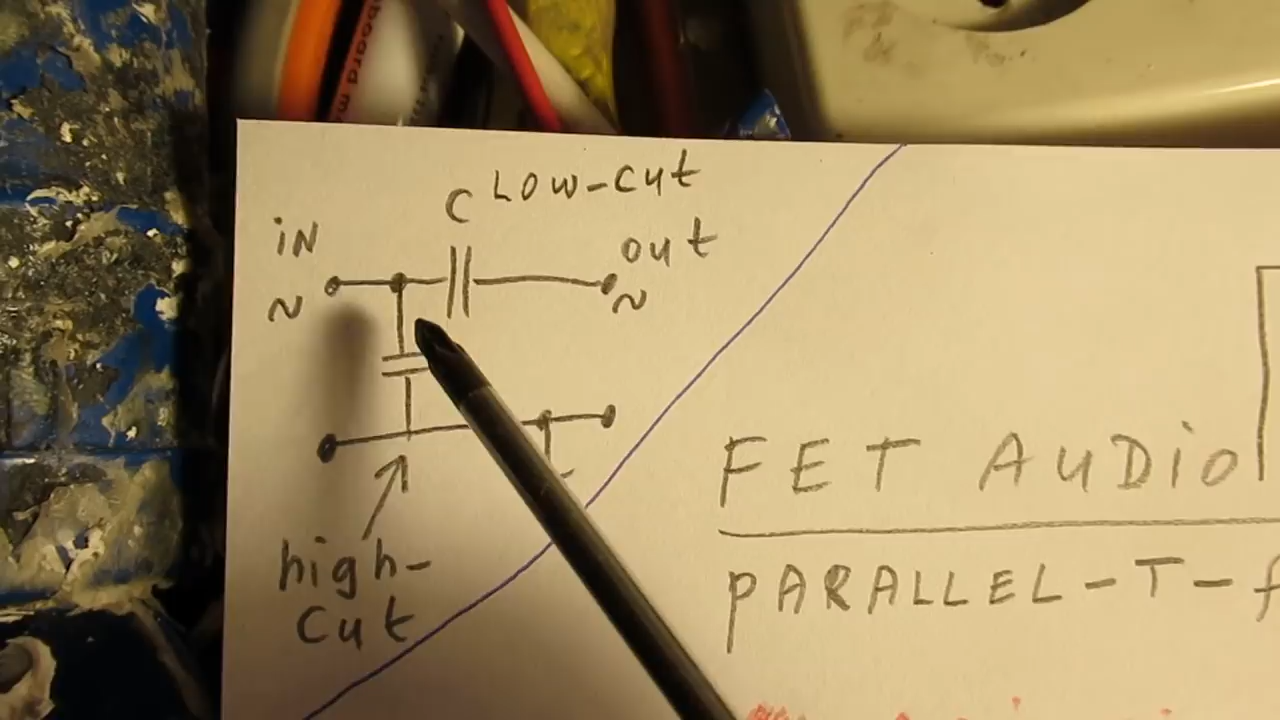 C Low-cut
iN
out
~
~
high-
cut
FET AUDiO
PARALLEL-T-f